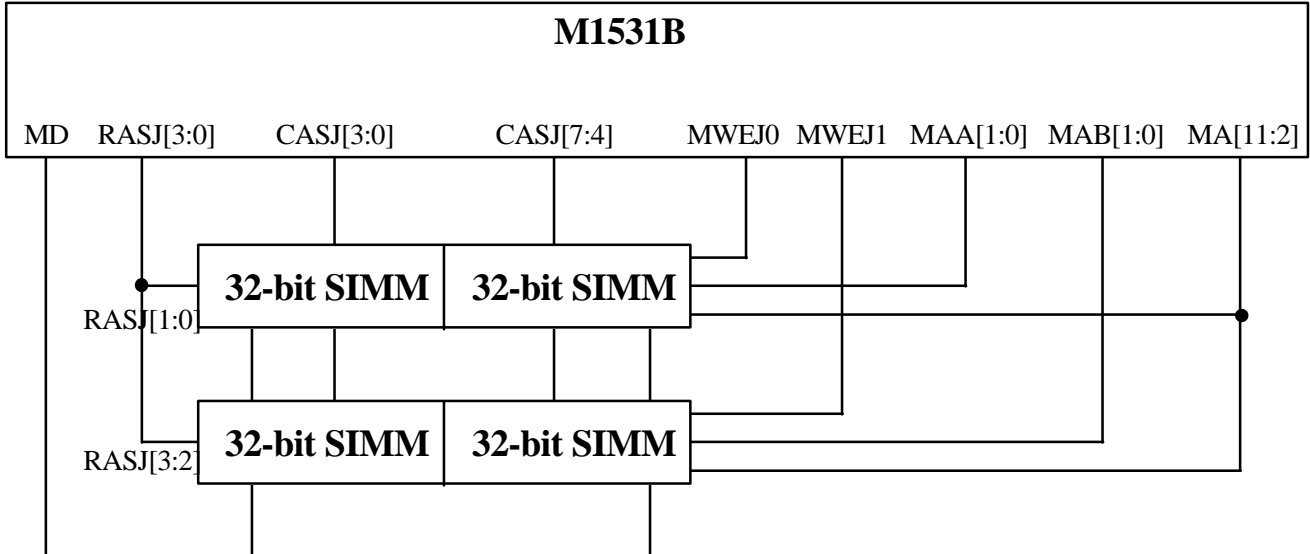 M1531B
MD RASJ[3:0] CASJ[3:0] CASJ[7:4] MWEJ0 MWEJ1 MAA[1:0] MAB[1:0] MA[11:2]
32-bit SIMM 32-bit SIMM
RASJ[1:0]
32-bit SIMM 32-bit SIMM
RASJ[3:2]